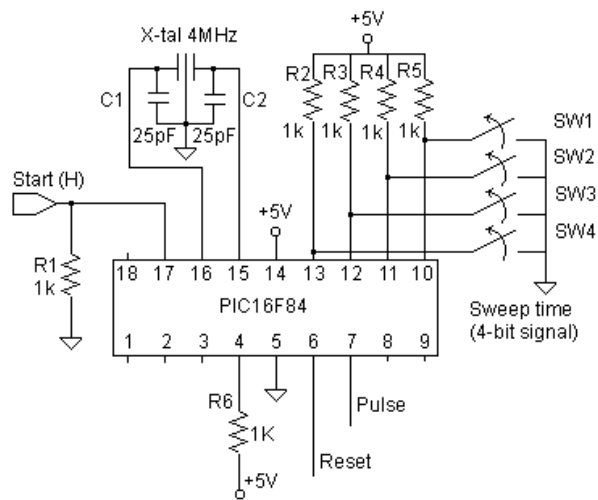 +5V
X-tal 4MHz
R2 R3 R4 R5
C1 C2
25pF 25pF
1k 1k 1k 1k
SW1
SW2
SW3
SW4
Start (H)
+5V
R1
1k
18 17 16 15 14 13 12 11 10
PIC16F84
1 2 3 4 5 6 7 8 9
Sweep time
(4-bit signal)
R6
1K
Pulse
Reset
+5V